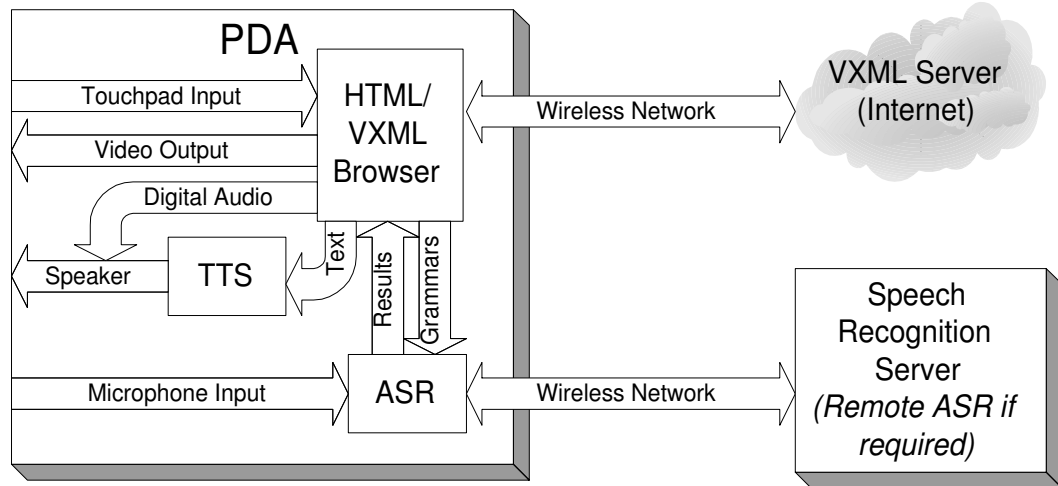 PDA
Touchpad Input
Video Output
Digital Audio
Speaker
TTS
Text
HTML/
VXML
Browser
Results
Grammars
Microphone Input
ASR
Wireless Network
VXML Server
(Internet)
Wireless Network
Speech
Recognition
Server
(Remote ASR if
required)